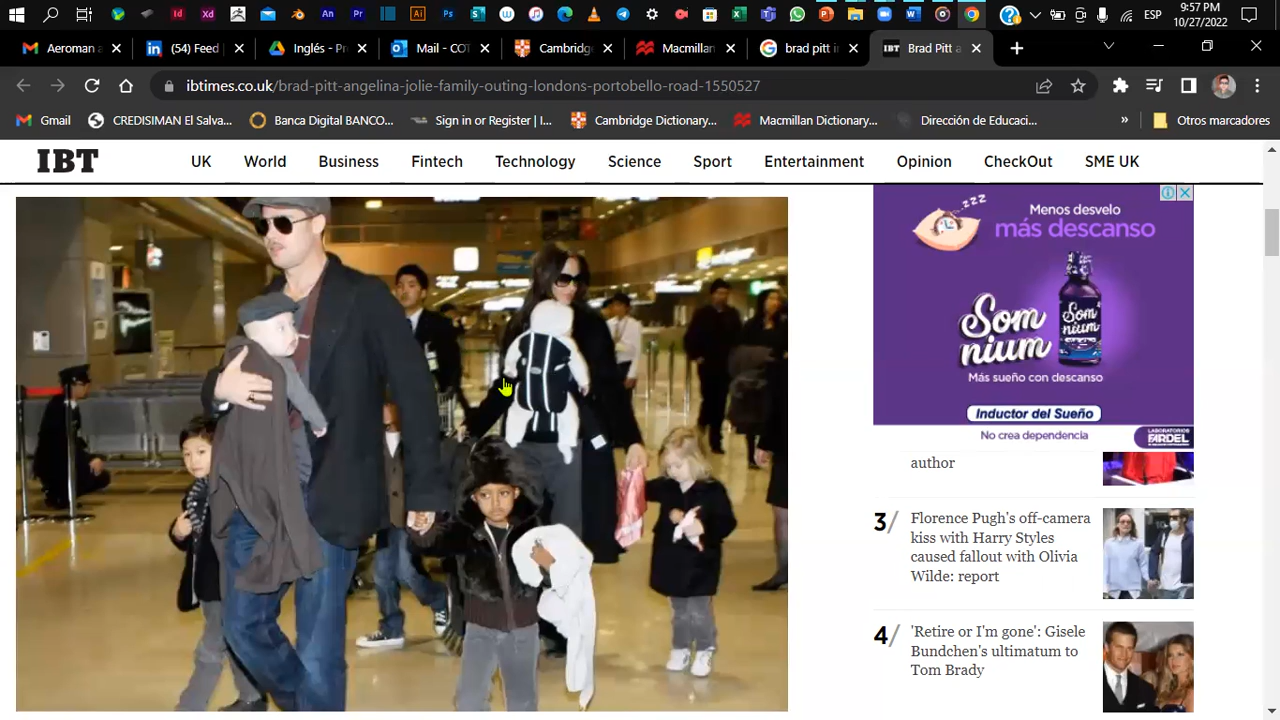 9:57 PM
ESP
10/27/2022
Aeroman a
(54) Feed
Inglés - Pr
Mail - COT
Cambridg
Macmillan
brad pitt i
Brad Pitt a
ibtimes.co.uk/brad-pitt-angelina-jolie-family-outing-londons-portobello-road-1550527
Gmail
CREDISIMAN El Salva...
Banca Digital BANCO...
Sign in or Register | I...
Cambridge Dictionary...
Macmillan Dictionary...
Dirección de Educaci...
»
Otros marcadores
IBT
UK
World
Business
Fintech
Technology
Science
Sport
Entertainment
Opinion
CheckOut
SME UK
zzZ
Menos desvelo
más descanso
Somnium
Más sueño con descanso
Inductor del Sueño
No crea dependencia
LABORATORIOS
FARDEL
author
3/
Florence Pugh's off-camera
kiss with Harry Styles
caused fallout with Olivia
Wilde: report
4/
'Retire or I'm gone': Gisele
Bundchen's ultimatum to
Tom Brady